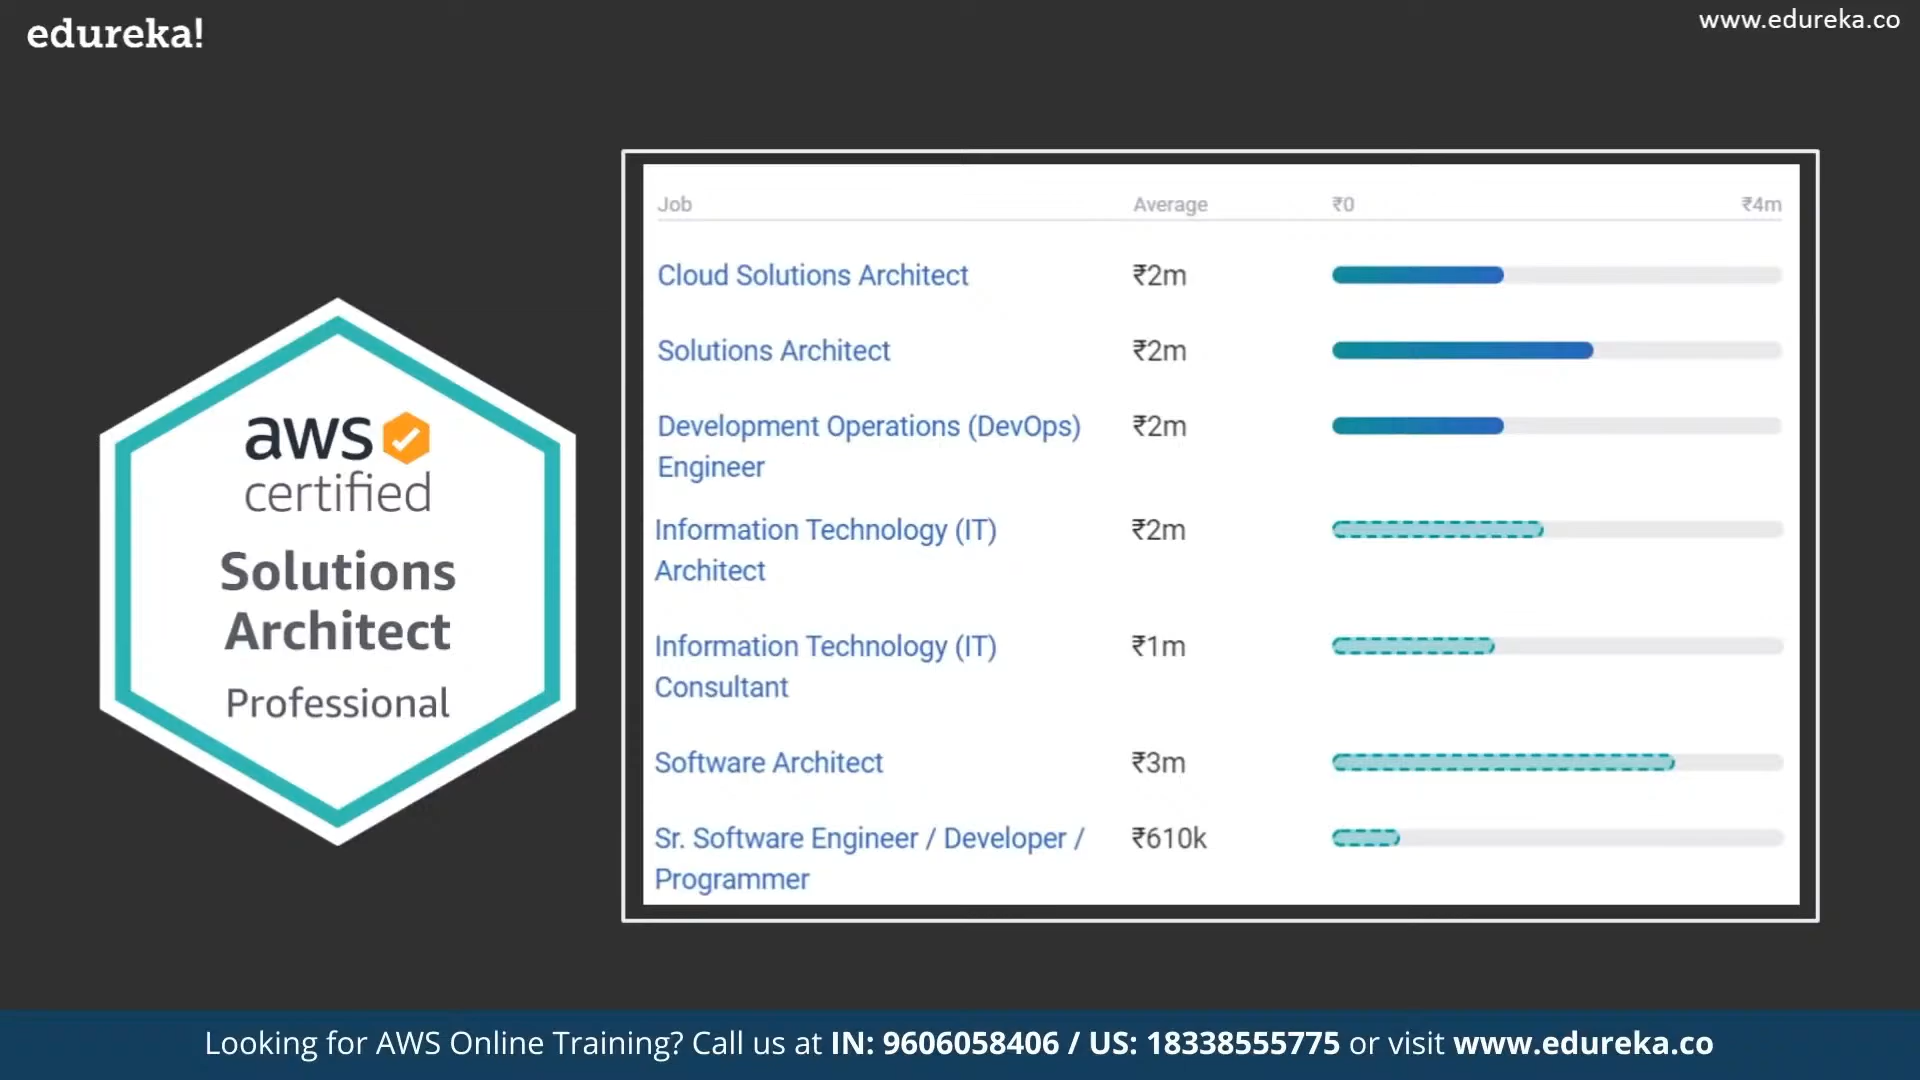 edureka!
www.edureka.co
Job Average ₹0 ₹4m
Cloud Solutions Architect ₹2m
Solutions Architect ₹2m
Development Operations (DevOps) ₹2m
Engineer
Information Technology (IT) ₹2m
Architect
Information Technology (IT) ₹1m
Consultant
Software Architect ₹3m
Sr. Software Engineer / Developer / ₹610k
Programmer
aws
certified
Solutions
Architect
Professional
Looking for AWS Online Training? Call us at IN: 9606058406 / US: 18338555775 or visit www.edureka.co